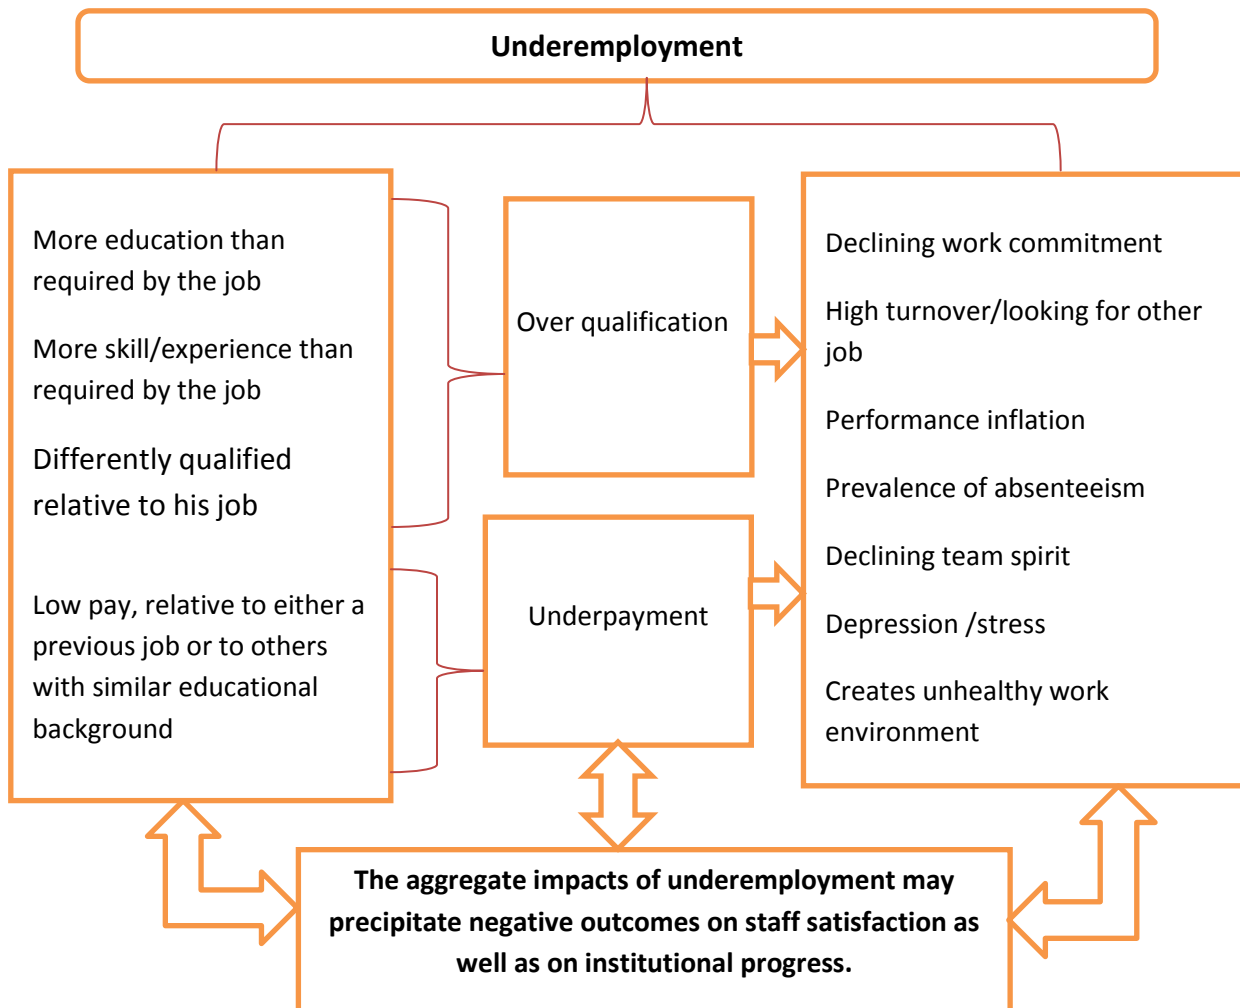 Underemployment
More education than
required by the job
More skill/experience than
required by the job
Differently qualified
relative to his job
Low pay, relative to either a
previous job or to others
with similar educational
background
Over qualification
Underpayment
Declining work commitment
High turnover/looking for other
job
Performance inflation
Prevalence of absenteeism
Declining team spirit
Depression /stress
Creates unhealthy work
environment
The aggregate impacts of underemployment may
precipitate negative outcomes on staff satisfaction as
well as on institutional progress.